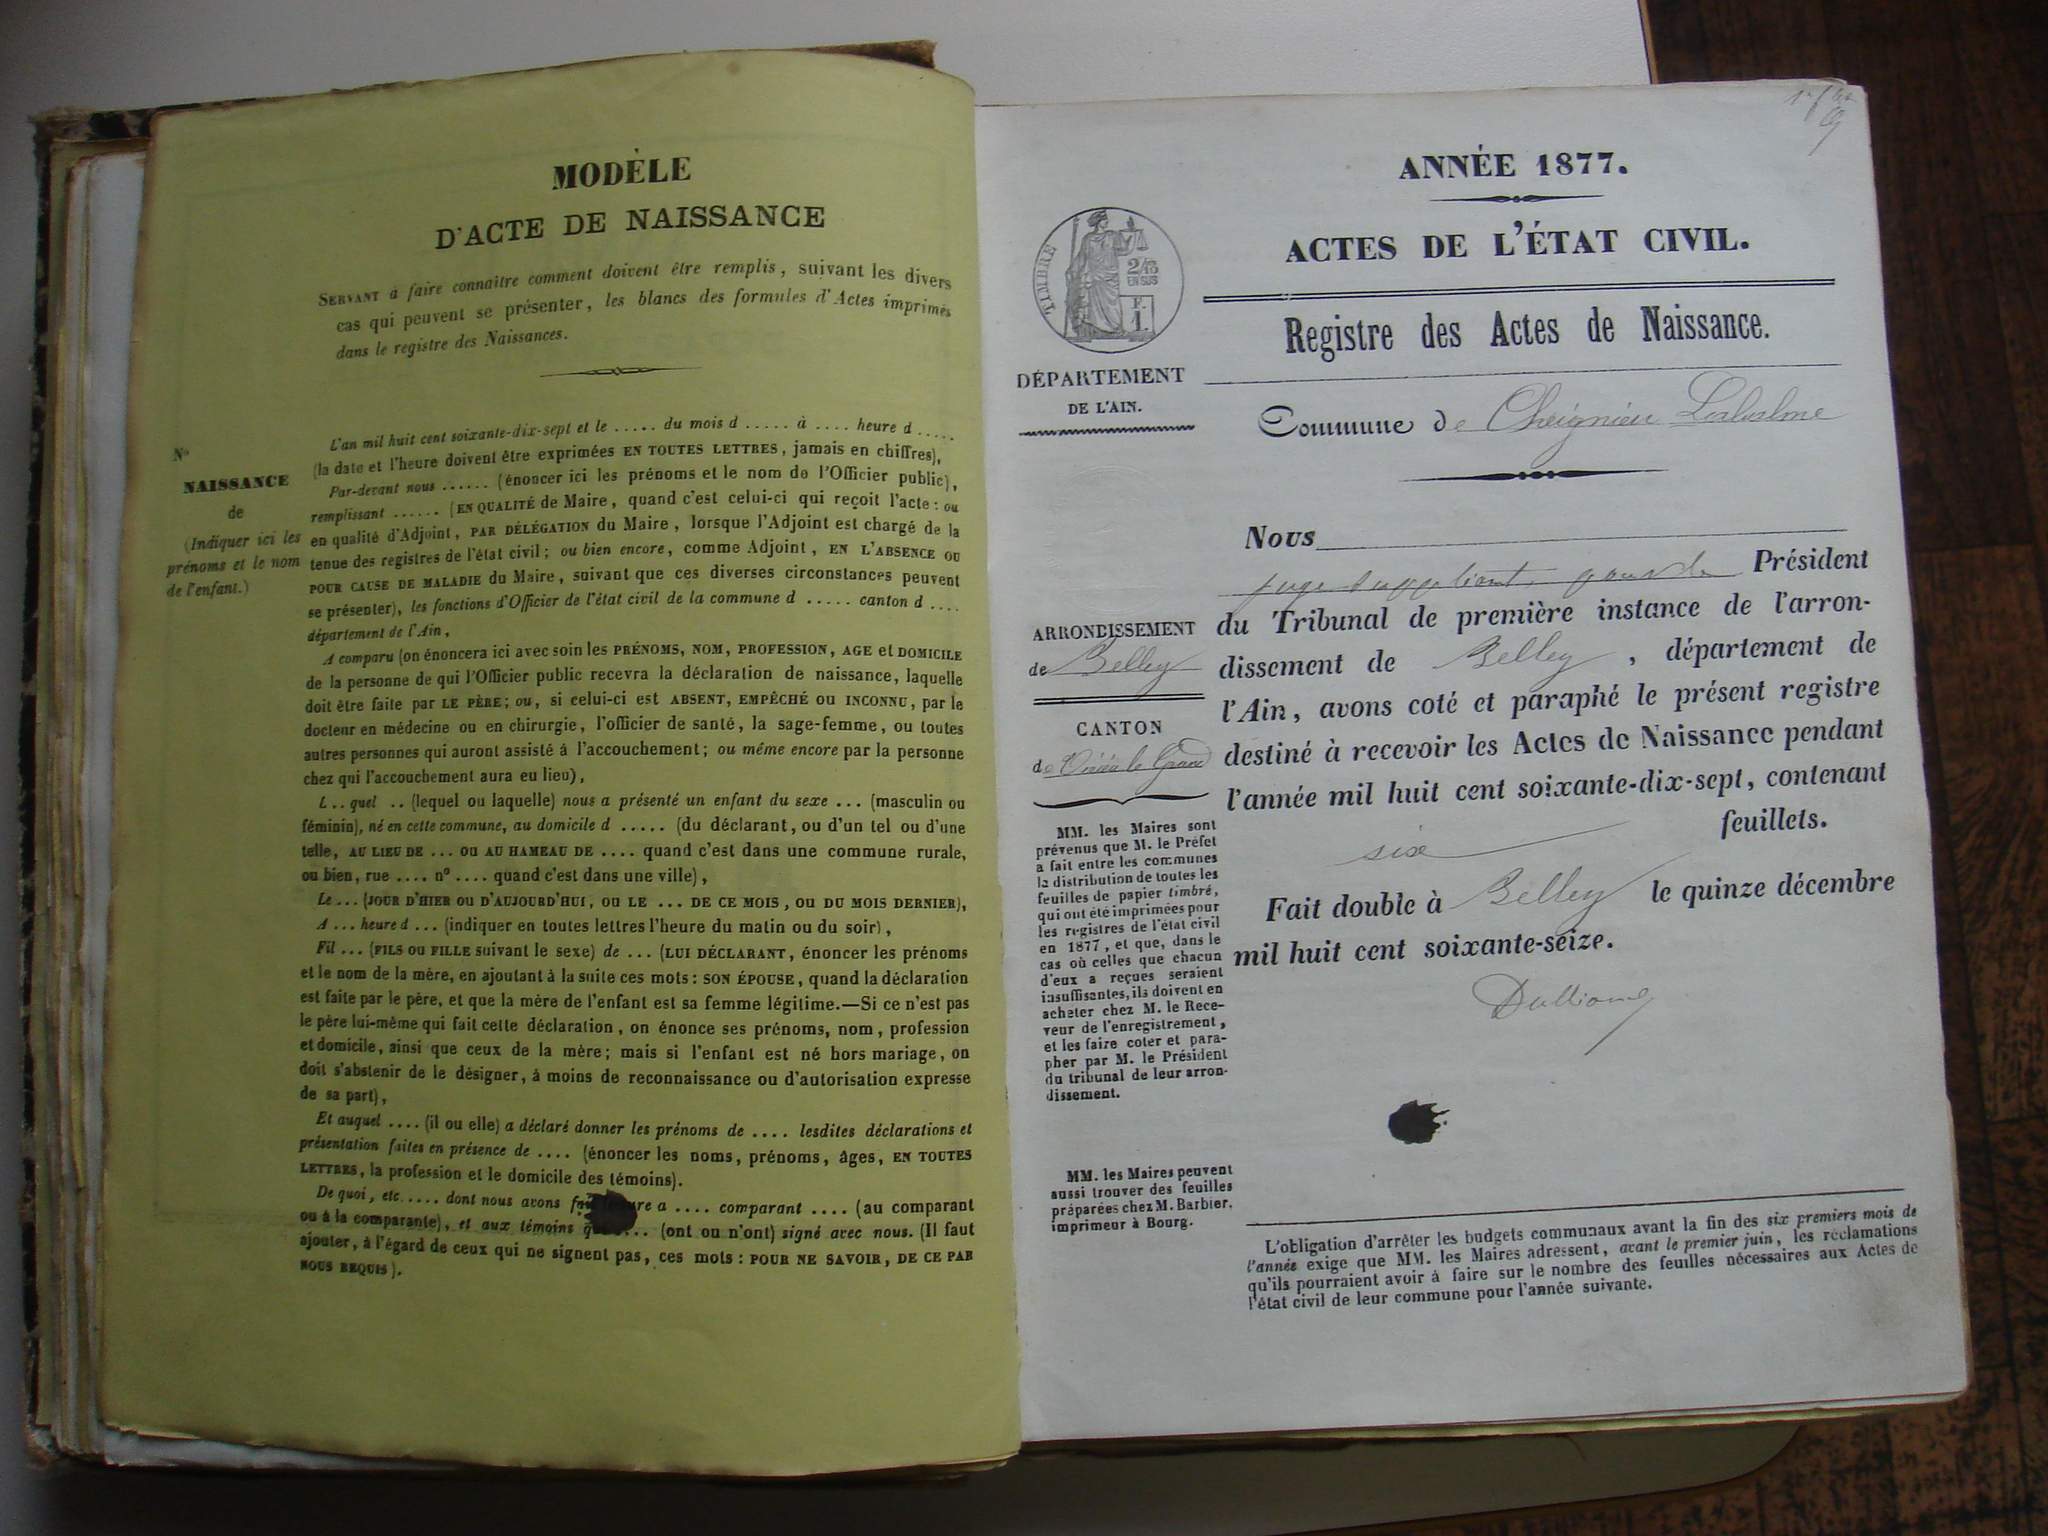 MODÈLE
D'ACTE DE NAISSANCE
SERVANT à faire connaître comment doivent être remplis, suivant les divers
cas qui peuvent se présenter, les blancs des formules d'Actes imprimés
dans le registre des Naissances.
N°
NAISSANCE
de
(Indiquer ici les
prénoms et le nom
de l'enfant.)
L'an mil huit cent soixante-dix-sept et le ..... du mois d ..... à .... heure d .....
(la date et l'heure doivent être exprimées EN TOUTES LETTRES, jamais en chiffres),
Par-devant nous ...... (énoncer ici les prénoms et le nom de l'Officier public),
remplissant ...... (EN QUALITÉ de Maire, quand c'est celui-ci qui reçoit l'acte : ou
en qualité d'Adjoint, PAR DÉLÉGATION du Maire, lorsque l'Adjoint est chargé de la
tenue des registres de l'état civil ; ou bien encore, comme Adjoint, EN L'ABSENCE OU
POUR CAUSE DE MALADIE du Maire, suivant que ces diverses circonstances peuvent
se présenter), les fonctions d'Officier de l'état civil de la commune d ..... canton d ....
département de l'Ain,
A comparu (on énoncera ici avec soin les PRÉNOMS, NOM, PROFESSION, AGE et DOMICILE
de la personne de qui l'Officier public recevra la déclaration de naissance, laquelle
doit être faite par LE PÈRE ; ou, si celui-ci est ABSENT, EMPÊCHÉ OU INCONNU, par le
docteur en médecine ou en chirurgie, l'officier de santé, la sage-femme, ou toutes
autres personnes qui auront assisté à l'accouchement ; ou même encore par la personne
chez qui l'accouchement aura eu lieu),
L .. quel .. (lequel ou laquelle) nous a présenté un enfant du sexe ... (masculin ou
féminin), né en cette commune, au domicile d ..... (du déclarant, ou d'un tel ou d'une
telle, AU LIEU DE ... OU AU HAMEAU DE .... quand c'est dans une commune rurale,
ou bien, rue .... n° .... quand c'est dans une ville),
Le ... (JOUR D'HIER OU D'AUJOURD'HUI, OU LE ... DE CE MOIS, OU DU MOIS DERNIER),
A ... heure d ... (indiquer en toutes lettres l'heure du matin ou du soir),
Fil ... (FILS OU FILLE suivant le sexe) de ... (LUI DÉCLARANT, énoncer les prénoms
et le nom de la mère, en ajoutant à la suite ces mots : SON ÉPOUSE, quand la déclaration
est faite par le père, et que la mère de l'enfant est sa femme légitime.—Si ce n'est pas
le père lui-même qui fait cette déclaration, on énonce ses prénoms, nom, profession
et domicile, ainsi que ceux de la mère ; mais si l'enfant est né hors mariage, on
doit s'abstenir de le désigner, à moins de reconnaissance ou d'autorisation expresse
de sa part),
Et auquel .... (il ou elle) a déclaré donner les prénoms de .... lesdites déclarations et
présentation faites en présence de .... (énoncer les noms, prénoms, âges, EN TOUTES
LETTRES, la profession et le domicile des témoins).
De quoi, etc ..... dont nous avons a .... comparant .... (au comparant
ou à la comparante), et aux témoins ... (ont ou n'ont) signé avec nous. (Il faut
ajouter, à l'égard de ceux qui ne signent pas, ces mots : POUR NE SAVOIR, DE CE PAR
NOUS REQUIS).
ANNÉE 1877.
ACTES DE L'ÉTAT CIVIL.
TIMBRE
2/10
EN SUS
F.
1.
Registre des Actes de Naissance.
DÉPARTEMENT
DE L'AIN.
Commune de Cheignieu Labalme
Nous
juge suppléant pour le Président
du Tribunal de première instance de l'arron-
dissement de Belley, département de
l'Ain, avons coté et paraphé le présent registre
destiné à recevoir les Actes de Naissance pendant
l'année mil huit cent soixante-dix-sept, contenant
six feuillets.
Fait double à Belley le quinze décembre
mil huit cent soixante-seize.
ARRONDISSEMENT
de Belley
CANTON
de Virieu le Grand
MM. les Maires sont
prévenus que M. le Préfet
a fait entre les communes
la distribution de toutes les
feuilles de papier timbré,
qui ont été imprimées pour
les registres de l'état civil
en 1877, et que, dans le
cas où celles que chacun
d'eux a reçues seraient
insuffisantes, ils doivent en
acheter chez M. le Rece-
veur de l'enregistrement,
et les faire coter et para-
pher par M. le Président
du tribunal de leur arron-
dissement.
MM. les Maires peuvent
aussi trouver des feuilles
préparées chez M. Barbier,
imprimeur à Bourg.
L'obligation d'arrêter les budgets communaux avant la fin des six premiers mois de
l'année exige que MM. les Maires adressent, avant le premier juin, les réclamations
qu'ils pourraient avoir à faire sur le nombre des feuilles nécessaires aux Actes de
l'état civil de leur commune pour l'année suivante.